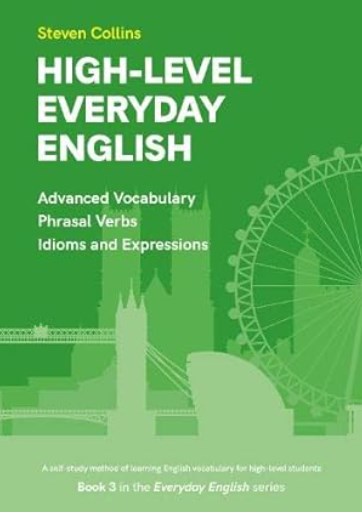 Steven Collins
HIGH-LEVEL
EVERYDAY
ENGLISH
Advanced Vocabulary
Phrasal Verbs
Idioms and Expressions
A self-study method of learning English vocabulary for high-level students
Book 3 in the Everyday English series